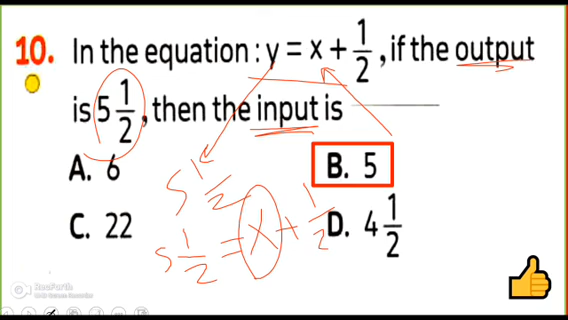 10. In the equation : y = x + 1/2 , if the output
is 5 1/2 , then the input is
A. 6
B. 5
C. 22
D. 4 1/2
5 1/2
5 1/2 = x + 1/2